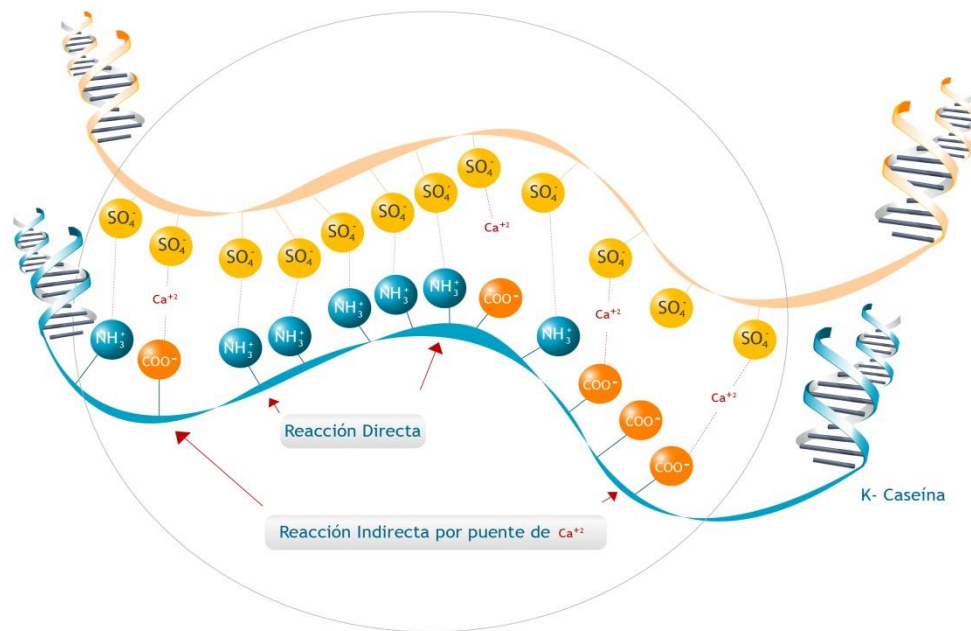 SO₄⁻
SO₄⁻
SO₄⁻
SO₄⁻
SO₄⁻
SO₄⁻
SO₄⁻
SO₄⁻
SO₄⁻
SO₄⁻
SO₄⁻
SO₄⁻
Ca⁺²
Ca⁺²
Ca⁺²
Ca⁺²
NH₃⁺
COO⁻
NH₃⁺
NH₃⁺
NH₃⁺
NH₃⁺
NH₃⁺
COO⁻
NH₃⁺
COO⁻
COO⁻
COO⁻
Reacción Directa
K- Caseína
Reacción Indirecta por puente de Ca⁺²